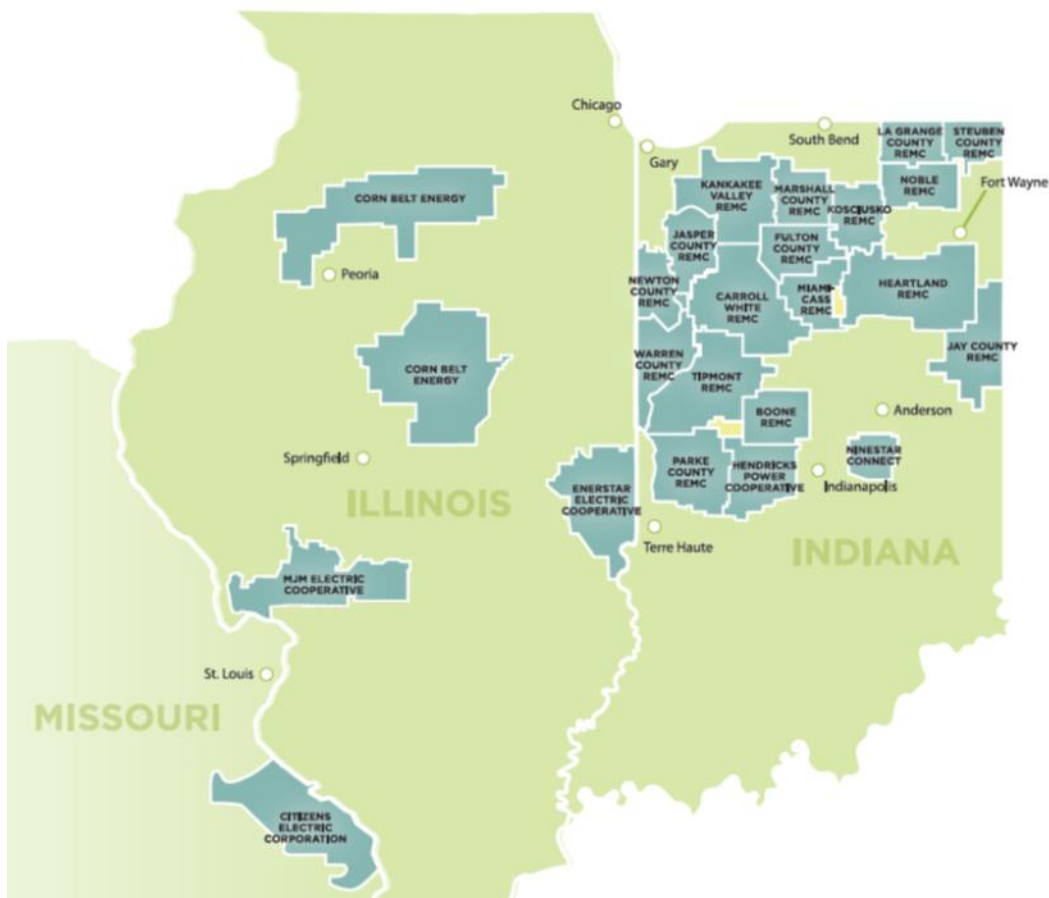 Chicago
Gary
South Bend
LA GRANGE
COUNTY
REMC
STEUBEN
COUNTY
REMC
NOBLE
REMC
Fort Wayne
CORN BELT ENERGY
KANKAKEE
VALLEY
REMC
MARSHALL
COUNTY
REMC
KOSCIUSKO
REMC
JASPER
COUNTY
REMC
FULTON
COUNTY
REMC
Peoria
NEWTON
COUNTY
REMC
CARROLL
WHITE
REMC
MIAMI-
CASS
REMC
HEARTLAND
REMC
JAY COUNTY
REMC
CORN BELT
ENERGY
WARREN
COUNTY
REMC
TIPMONT
REMC
BOONE
REMC
Anderson
Springfield
ILLINOIS
ENERSTAR
ELECTRIC
COOPERATIVE
PARKE
COUNTY
REMC
HENDRICKS
POWER
COOPERATIVE
NINESTAR
CONNECT
Indianapolis
Terre Haute
INDIANA
MJM ELECTRIC
COOPERATIVE
St. Louis
MISSOURI
CITIZENS
ELECTRIC
CORPORATION